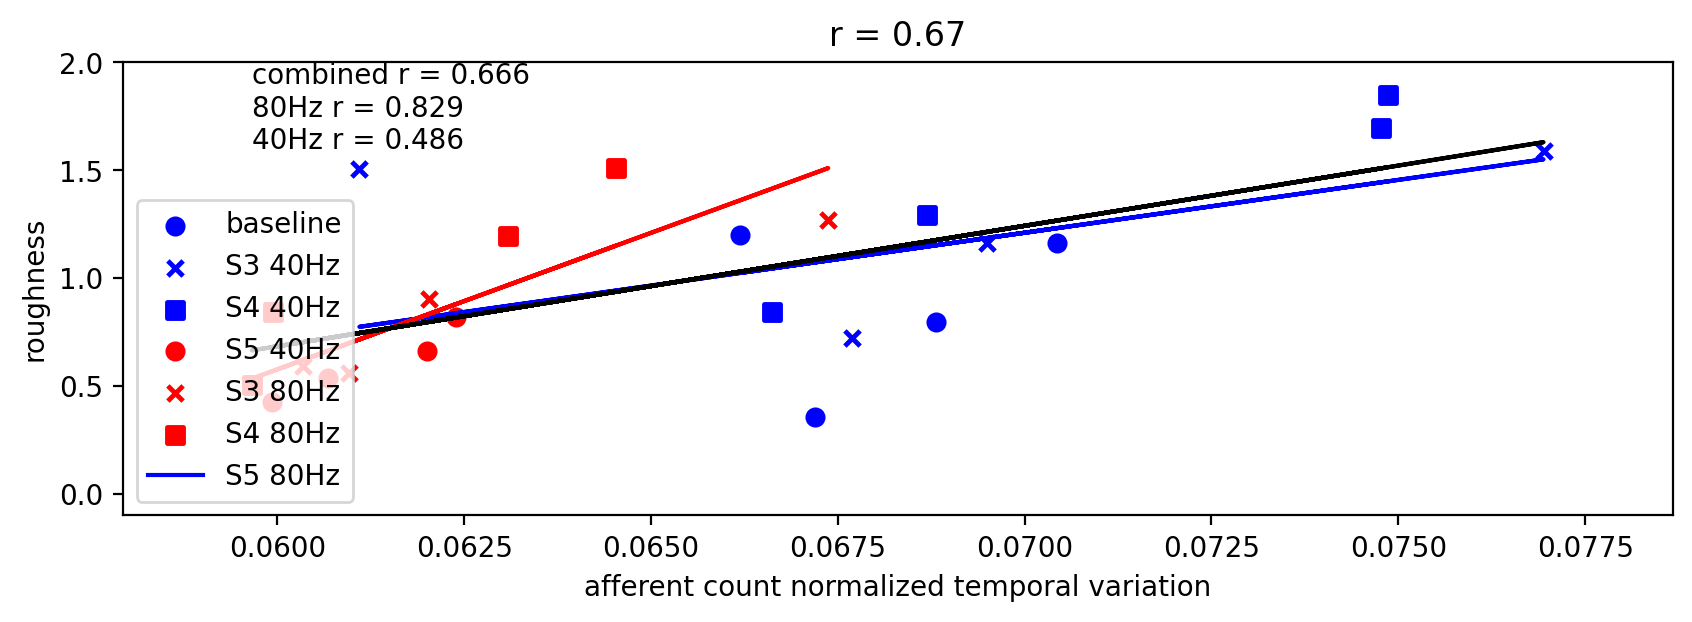 r = 0.67
combined r = 0.666
80Hz r = 0.829
40Hz r = 0.486
baseline
S3 40Hz
S4 40Hz
S5 40Hz
S3 80Hz
S4 80Hz
S5 80Hz
roughness
2.0
1.5
1.0
0.5
0.0
0.0600 0.0625 0.0650 0.0675 0.0700 0.0725 0.0750 0.0775
afferent count normalized temporal variation